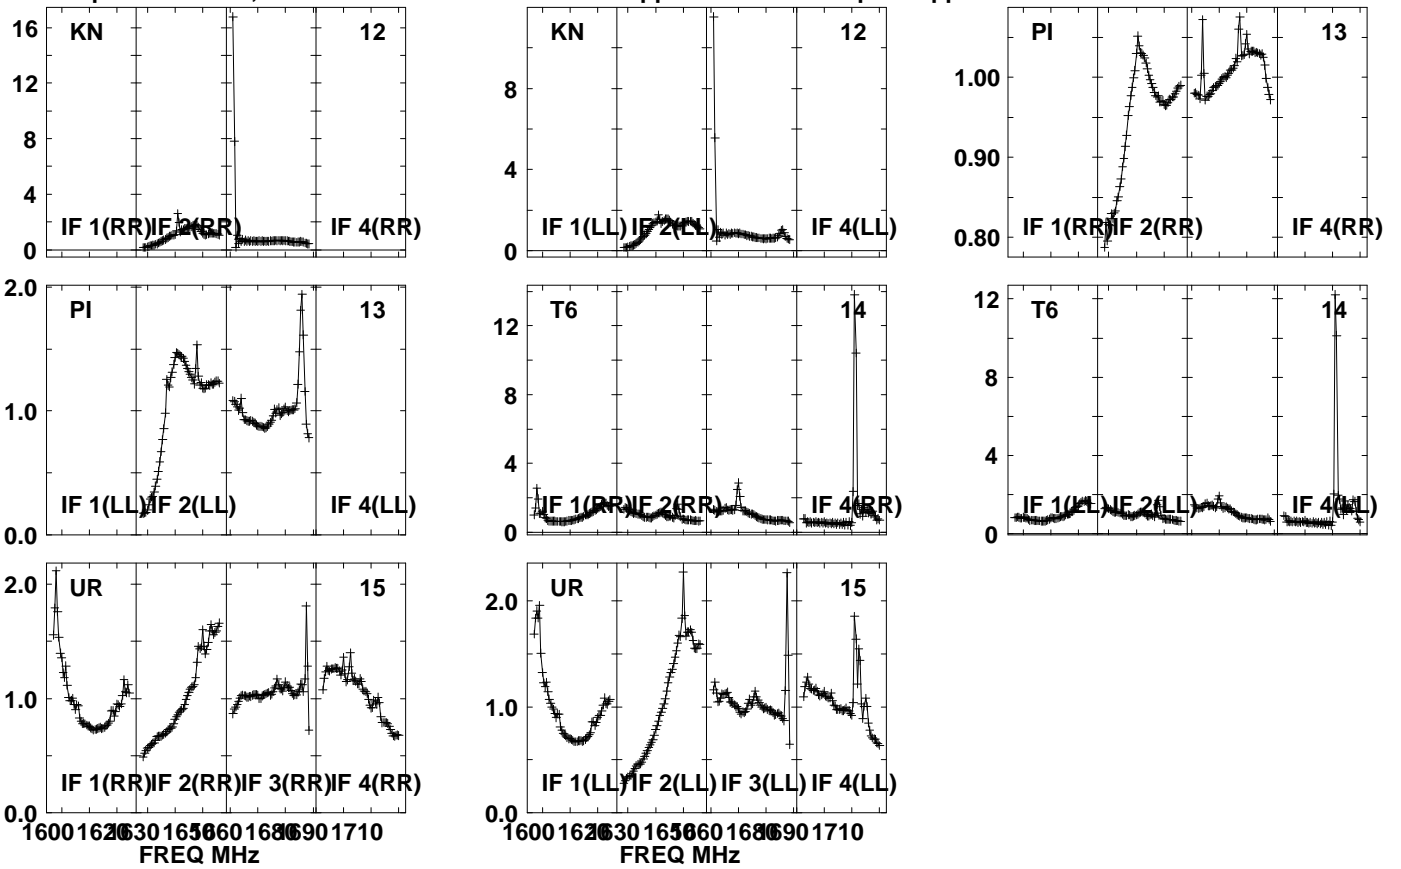 KN 12
16
12
8
4
0
IF 1(RR) IF 2(RR) IF 4(RR)
KN 12
8
4
0
IF 1(LL) IF 2(LL) IF 4(LL)
PI 13
1.00
0.90
0.80
IF 1(RR) IF 2(RR) IF 4(RR)
PI 13
2.0
1.0
0.0
IF 1(LL) IF 2(LL) IF 4(LL)
T6 14
12
8
4
0
IF 1(RR) IF 2(RR) IF 4(RR)
T6 14
12
8
4
0
IF 1(LL) IF 2(LL) IF 4(LL)
UR 15
2.0
1.0
0.0
IF 1(RR) IF 2(RR) IF 3(RR) IF 4(RR)
1600 1620 1630 1650 1660 1680 1690 1710
FREQ MHz
UR 15
2.0
1.0
0.0
IF 1(LL) IF 2(LL) IF 3(LL) IF 4(LL)
1600 1620 1630 1650 1660 1680 1690 1710
FREQ MHz